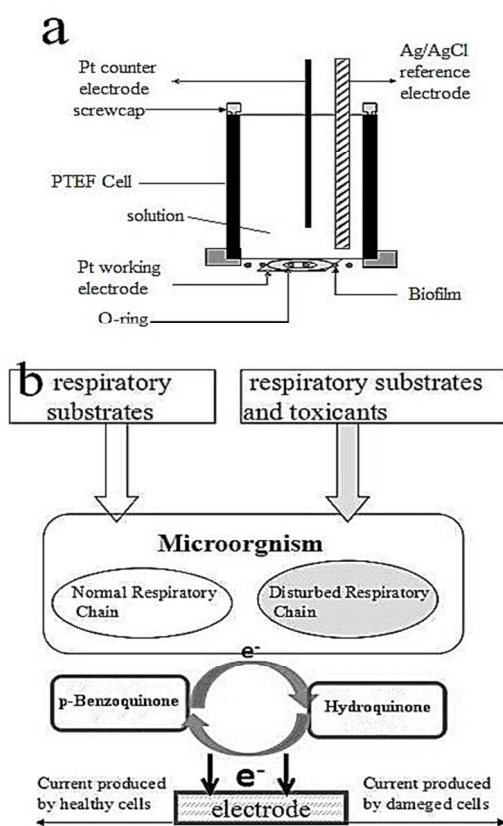 a
Pt counter
electrode
screwcap
Ag/AgCl
reference
electrode
PTEF Cell
solution
Pt working
electrode
O-ring
Biofilm
b
respiratory
substrates
respiratory substrates
and toxicants
Microorgnism
Normal Respiratory
Chain
Disturbed Respiratory
Chain
e-
p-Benzoquinone
Hydroquinone
e-
electrode
Current produced
by healthy cells
Current produced
by dameged cells